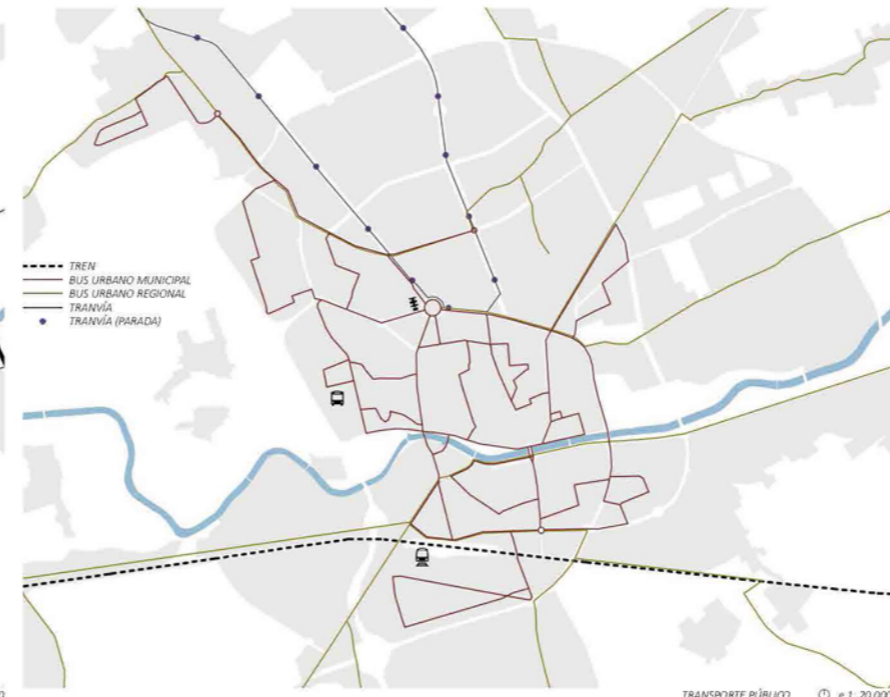 TREN
BUS URBANO MUNICIPAL
BUS URBANO REGIONAL
TRANVÍA
TRANVÍA (PARADA)
TRANSPORTE PÚBLICO e 1: 20.000